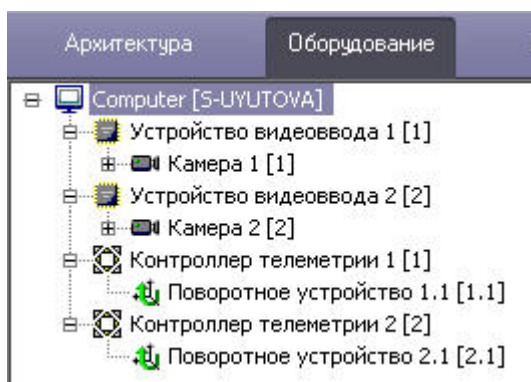 Архитектура Оборудование
Computer [S-UYUTOVA]
Устройство видеоввода 1 [1]
Камера 1 [1]
Устройство видеоввода 2 [2]
Камера 2 [2]
Контроллер телеметрии 1 [1]
Поворотное устройство 1.1 [1.1]
Контроллер телеметрии 2 [2]
Поворотное устройство 2.1 [2.1]